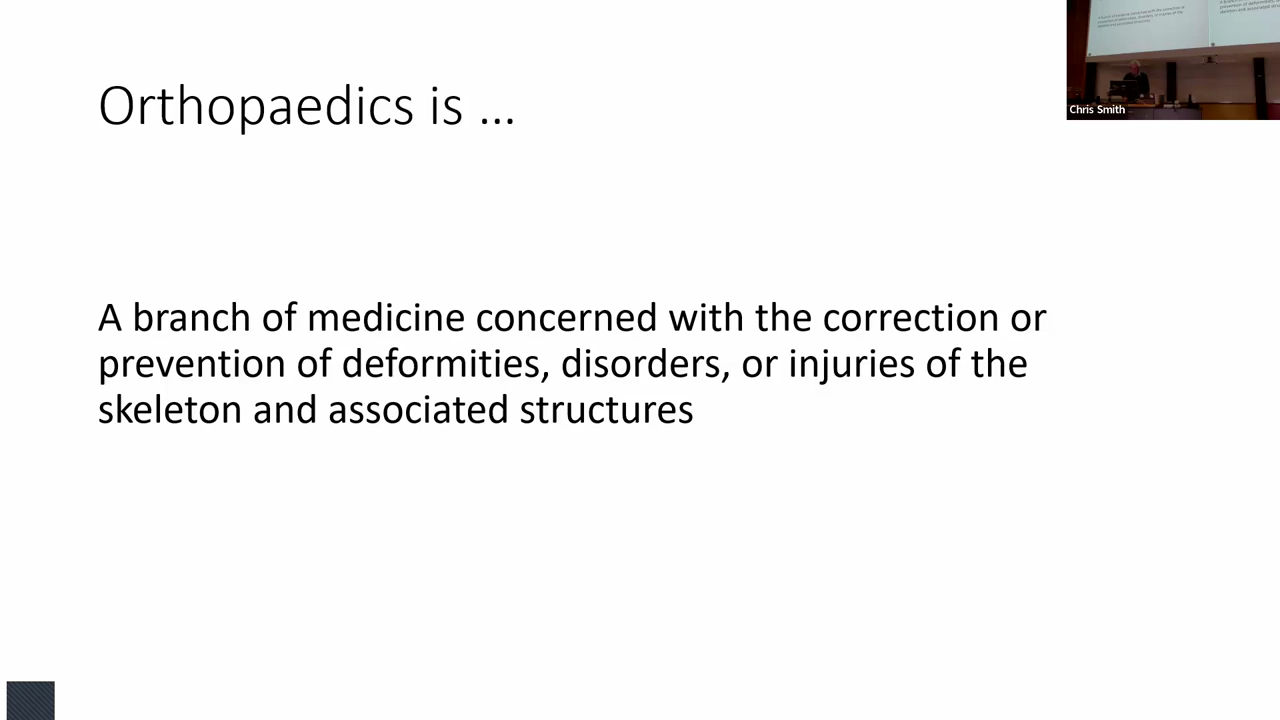 Orthopaedics is ...
A branch of medicine concerned with the correction or
prevention of deformities, disorders, or injuries of the
skeleton and associated structures
Chris Smith